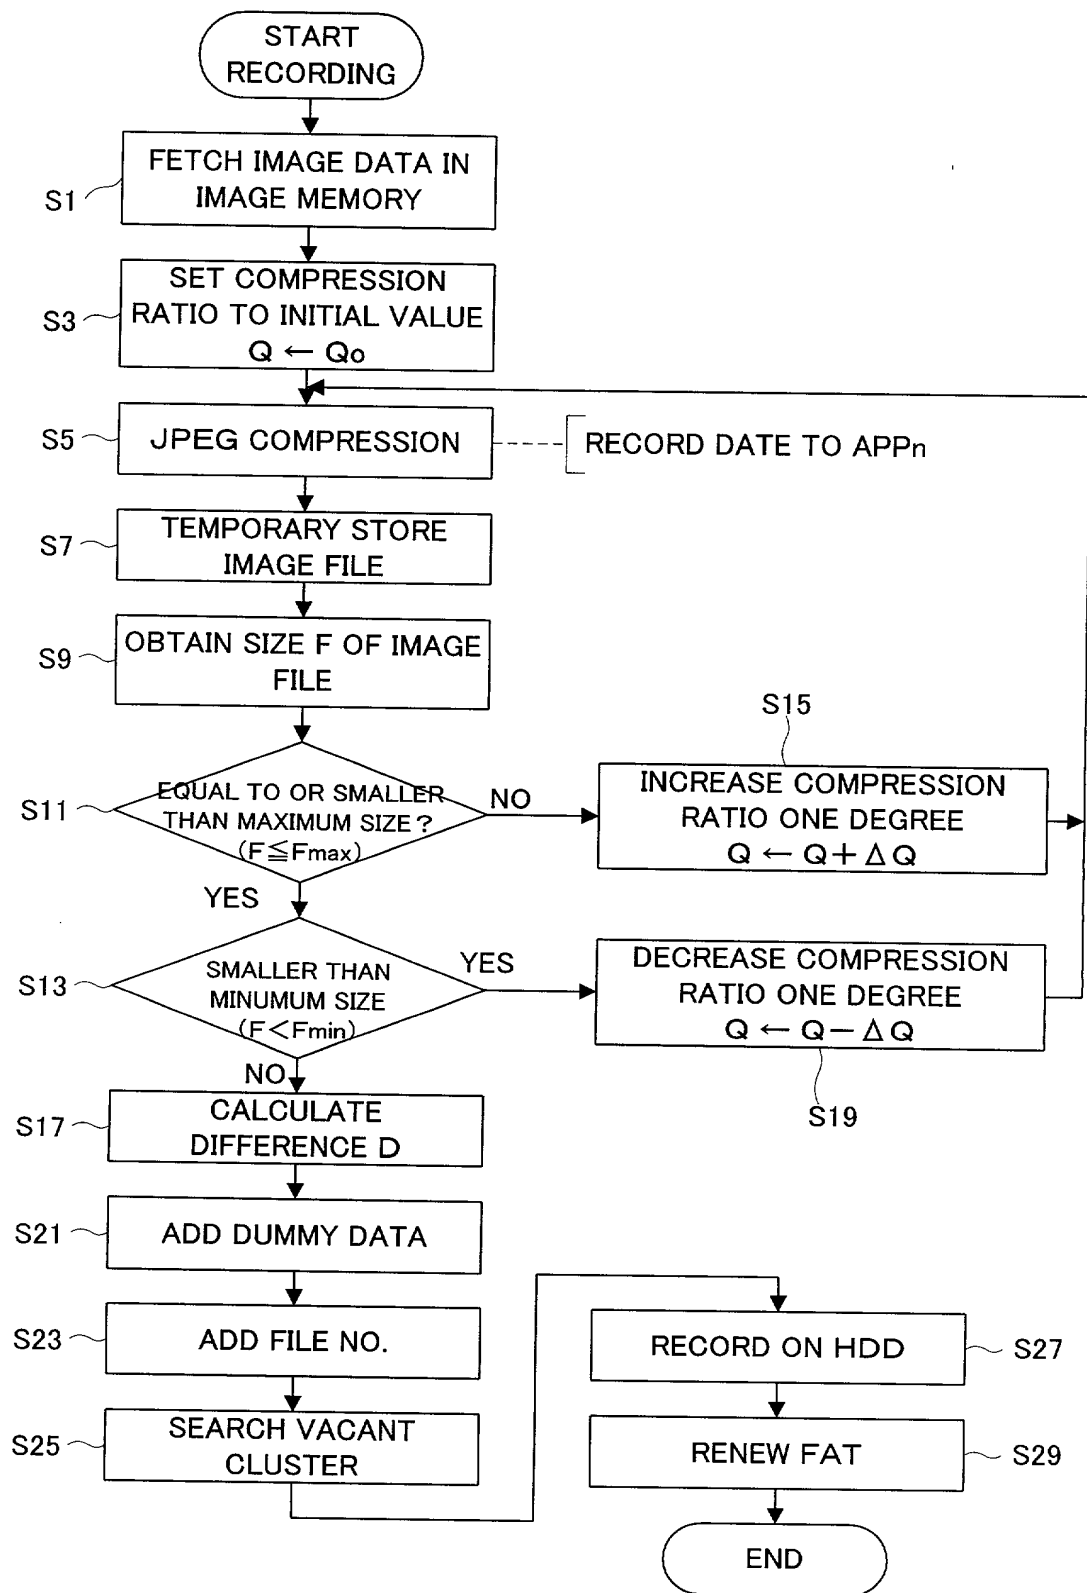 START
RECORDING
FETCH IMAGE DATA IN
IMAGE MEMORY
S1
SET COMPRESSION
RATIO TO INITIAL VALUE
Q ← Qo
S3
JPEG COMPRESSION
S5
RECORD DATE TO APPn
TEMPORARY STORE
IMAGE FILE
S7
OBTAIN SIZE F OF IMAGE
FILE
S9
EQUAL TO OR SMALLER
THAN MAXIMUM SIZE?
(F≦Fmax)
S11
NO
YES
S15
INCREASE COMPRESSION
RATIO ONE DEGREE
Q ← Q+ΔQ
SMALLER THAN
MINUMUM SIZE
(F<Fmin)
S13
YES
NO
DECREASE COMPRESSION
RATIO ONE DEGREE
Q ← Q−ΔQ
S19
CALCULATE
DIFFERENCE D
S17
ADD DUMMY DATA
S21
ADD FILE NO.
S23
SEARCH VACANT
CLUSTER
S25
RECORD ON HDD
S27
RENEW FAT
S29
END